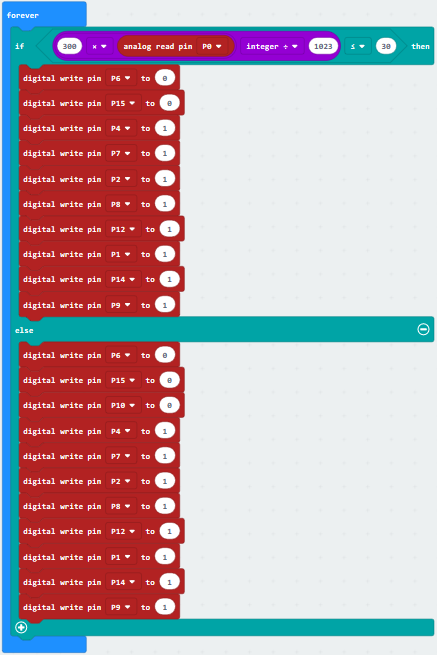 forever
if 300 × analog read pin P0 integer ÷ 1023 ≤ 30 then
digital write pin P6 to 0
digital write pin P15 to 0
digital write pin P4 to 1
digital write pin P7 to 1
digital write pin P2 to 1
digital write pin P8 to 1
digital write pin P12 to 1
digital write pin P1 to 1
digital write pin P14 to 1
digital write pin P9 to 1
else
digital write pin P6 to 0
digital write pin P15 to 0
digital write pin P10 to 0
digital write pin P4 to 1
digital write pin P7 to 1
digital write pin P2 to 1
digital write pin P8 to 1
digital write pin P12 to 1
digital write pin P1 to 1
digital write pin P14 to 1
digital write pin P9 to 1